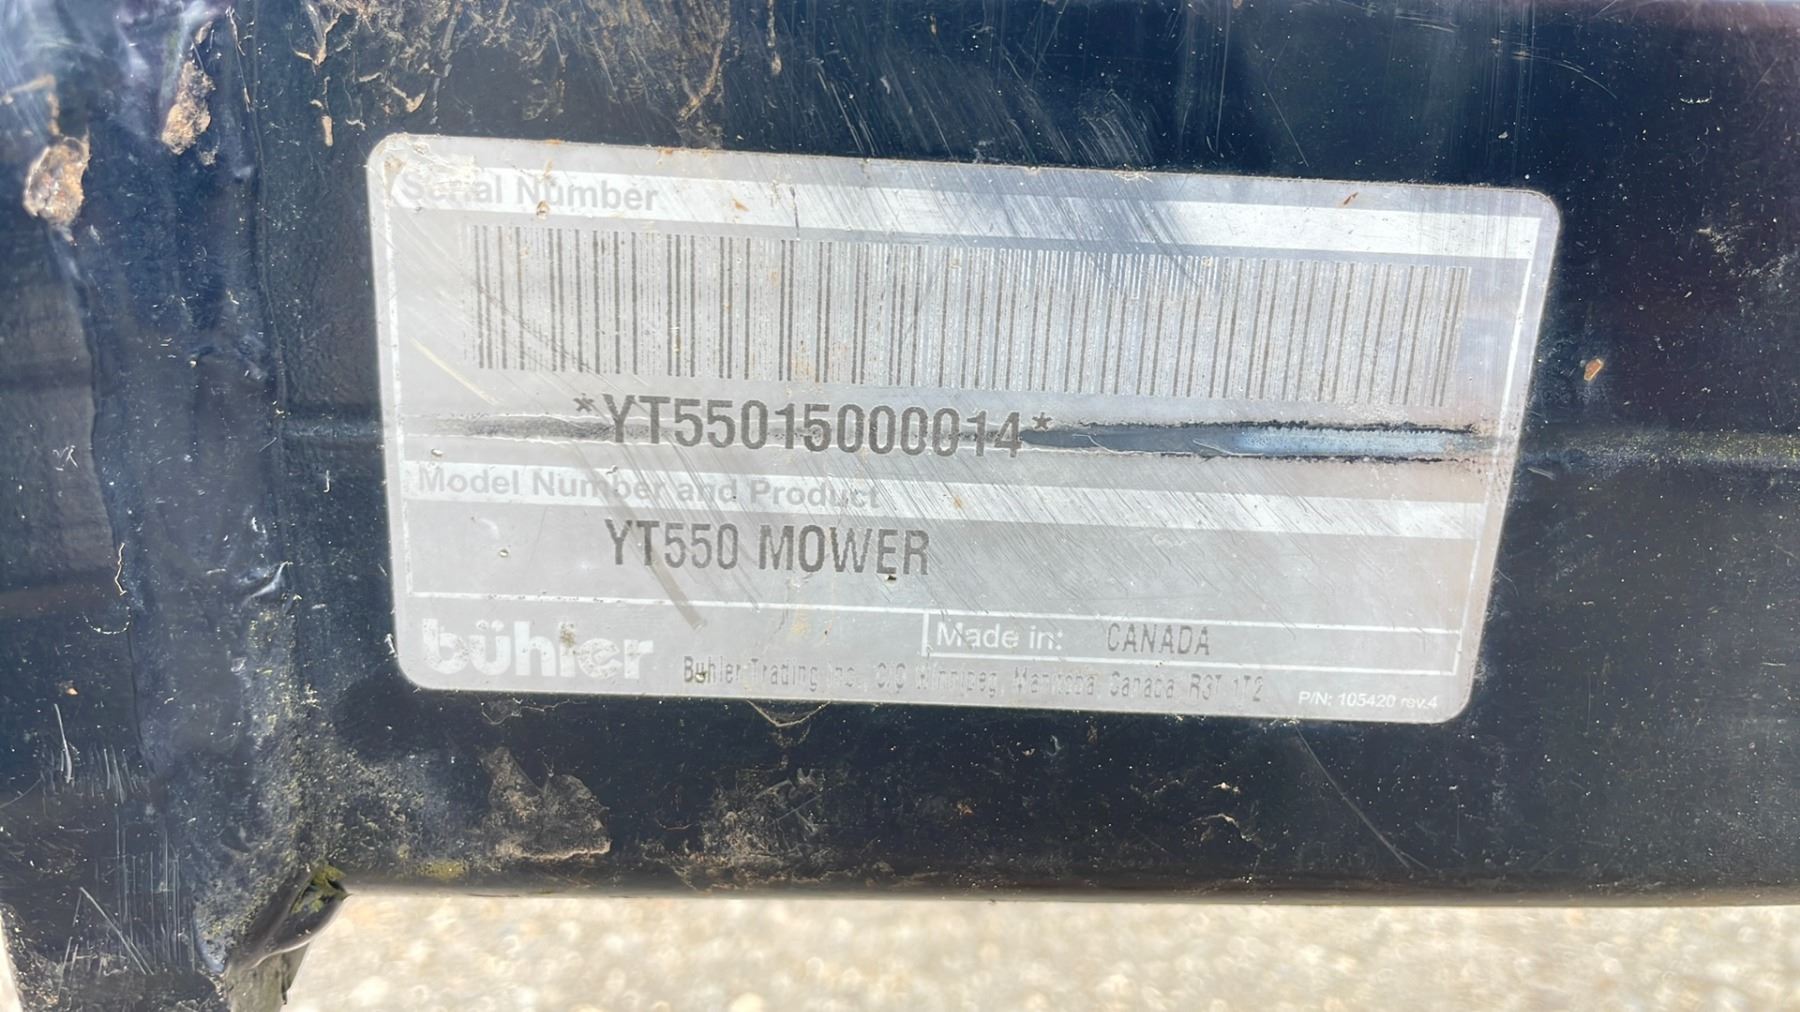 Serial Number
*YT55015000014*
Model Number and Product
YT550 MOWER
bühler
Made in: CANADA
Buhler Trading Inc. C/O Winnipeg, Manitoba Canada R3T 1T2
P/N: 105420 rev.4